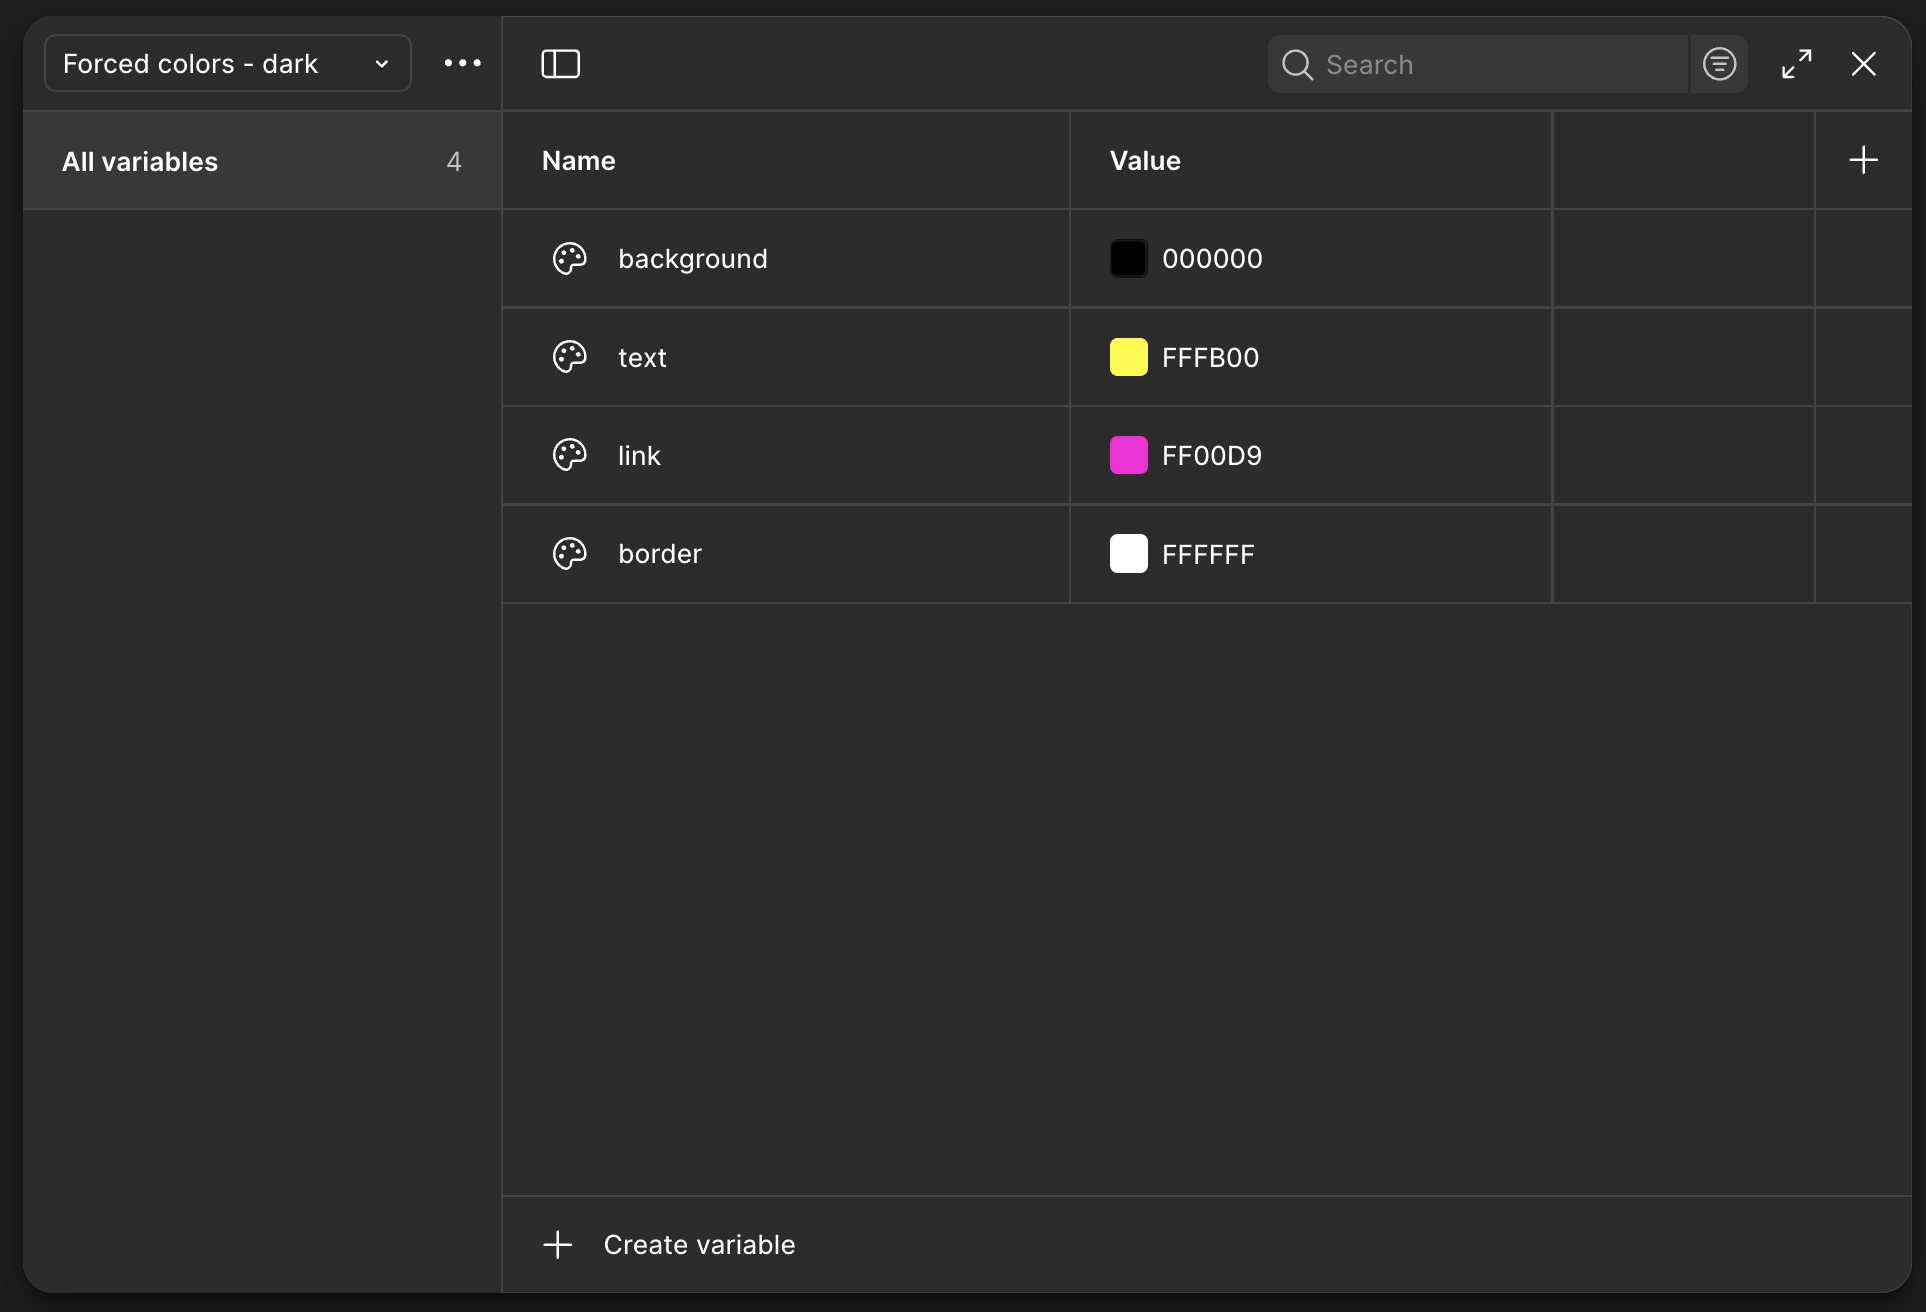 Forced colors - dark
Search
All variables 4
Name Value
background 000000
text FFFB00
link FF00D9
border FFFFFF
Create variable